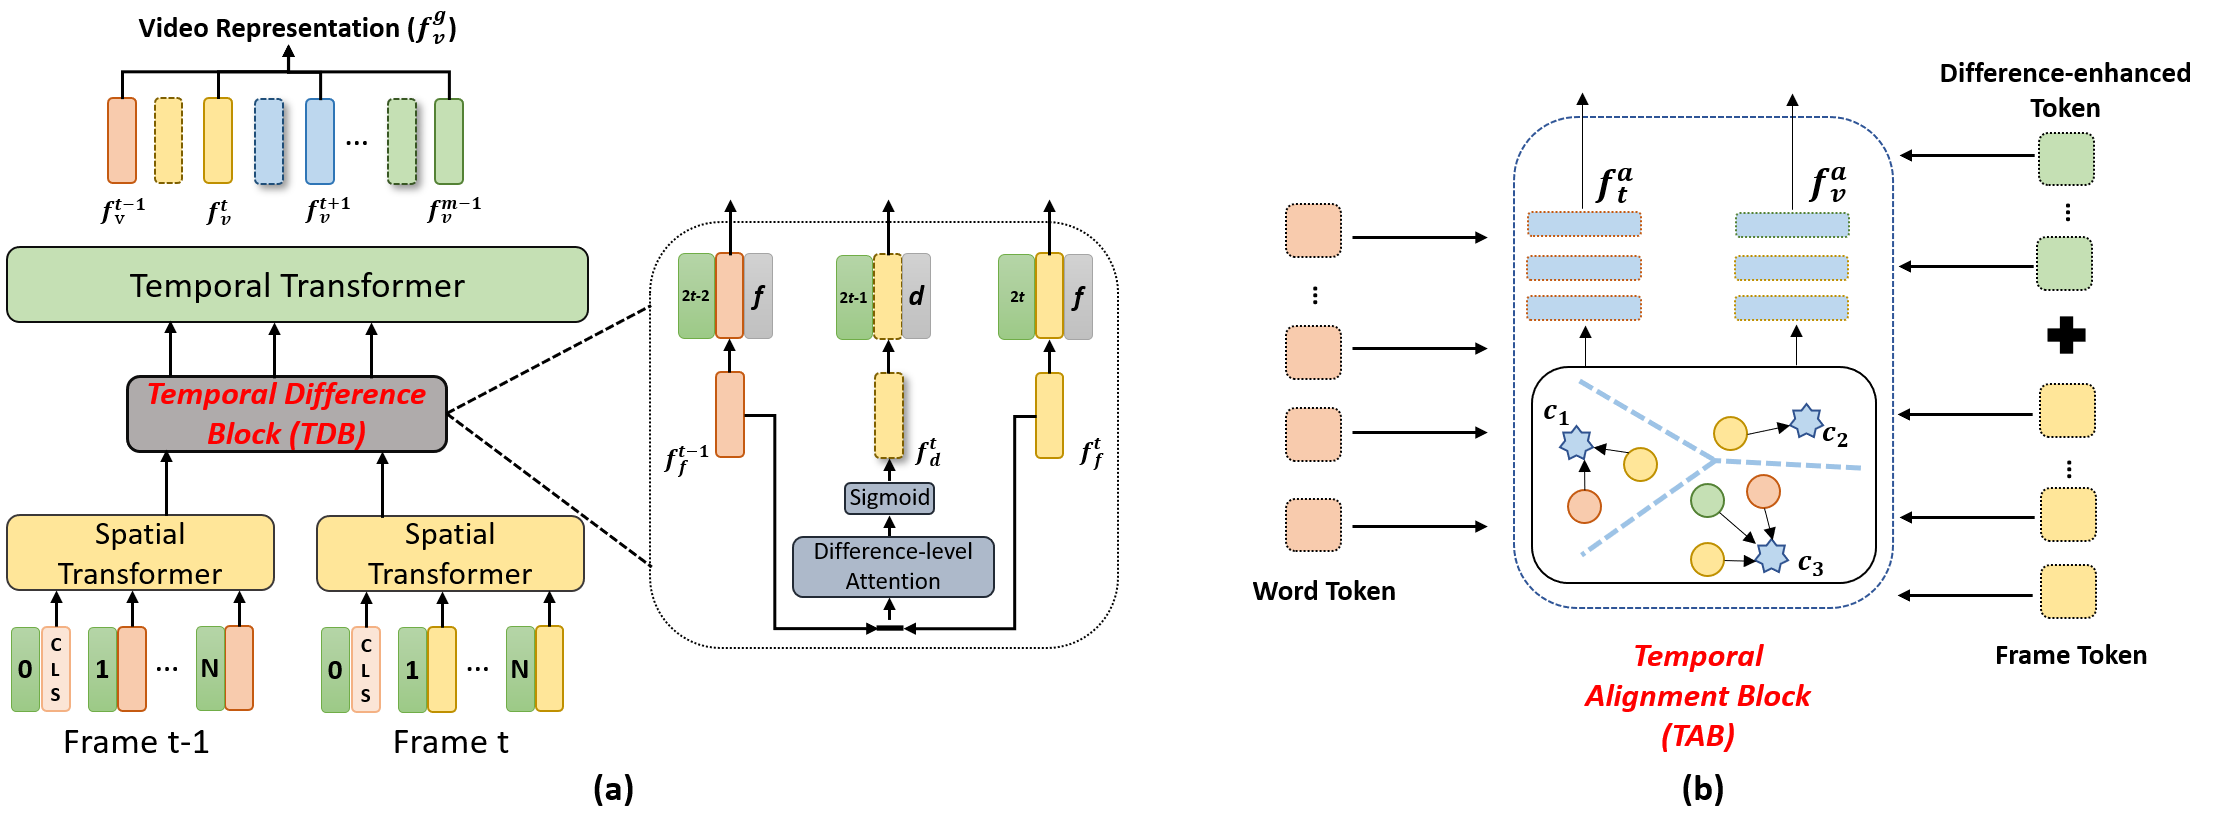 Video Representation (f_v^g)
...
f_v^{t-1}
f_v^t
f_v^{t+1}
f_v^{m-1}
Temporal Transformer
Temporal Difference
Block (TDB)
Spatial
Transformer
Spatial
Transformer
0 CLS 1 ... N
0 CLS 1 ... N
Frame t-1
Frame t
2t-2 f
2t-1 d
2t f
f_f^{t-1}
f_d^t
f_f^t
Sigmoid
Difference-level
Attention
(a)
...
Word Token
f_t^a
f_v^a
c_1
c_2
c_3
Temporal
Alignment Block
(TAB)
Difference-enhanced
Token
...
+
...
Frame Token
(b)